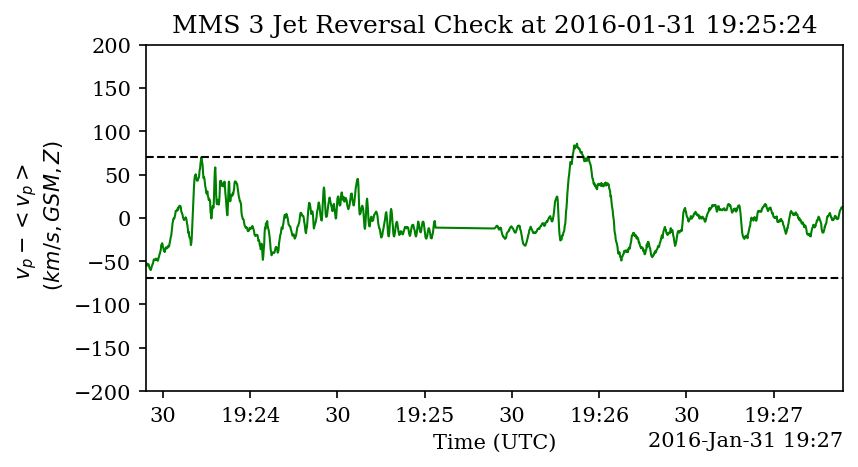 MMS 3 Jet Reversal Check at 2016-01-31 19:25:24
200
150
100
50
0
−50
−100
−150
−200
v_p − < v_p >
(km/s, GSM, Z)
30 19:24 30 19:25 30 19:26 30 19:27
Time (UTC)
2016-Jan-31 19:27